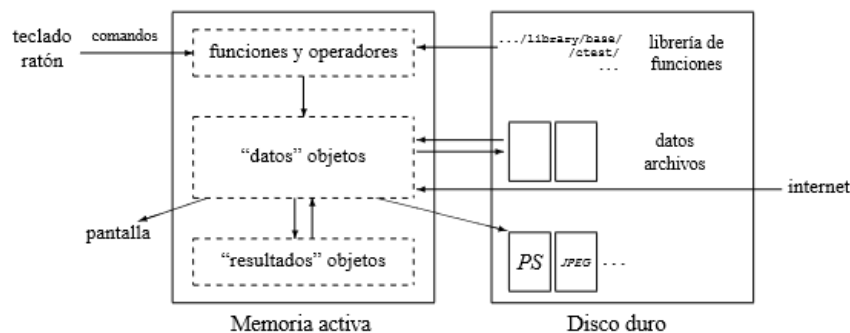 teclado
ratón
comandos
funciones y operadores
.../library/base/
/ctest/
...
librería de
funciones
“datos” objetos
datos
archivos
internet
pantalla
“resultados” objetos
PS
JPEG
...
Memoria activa
Disco duro